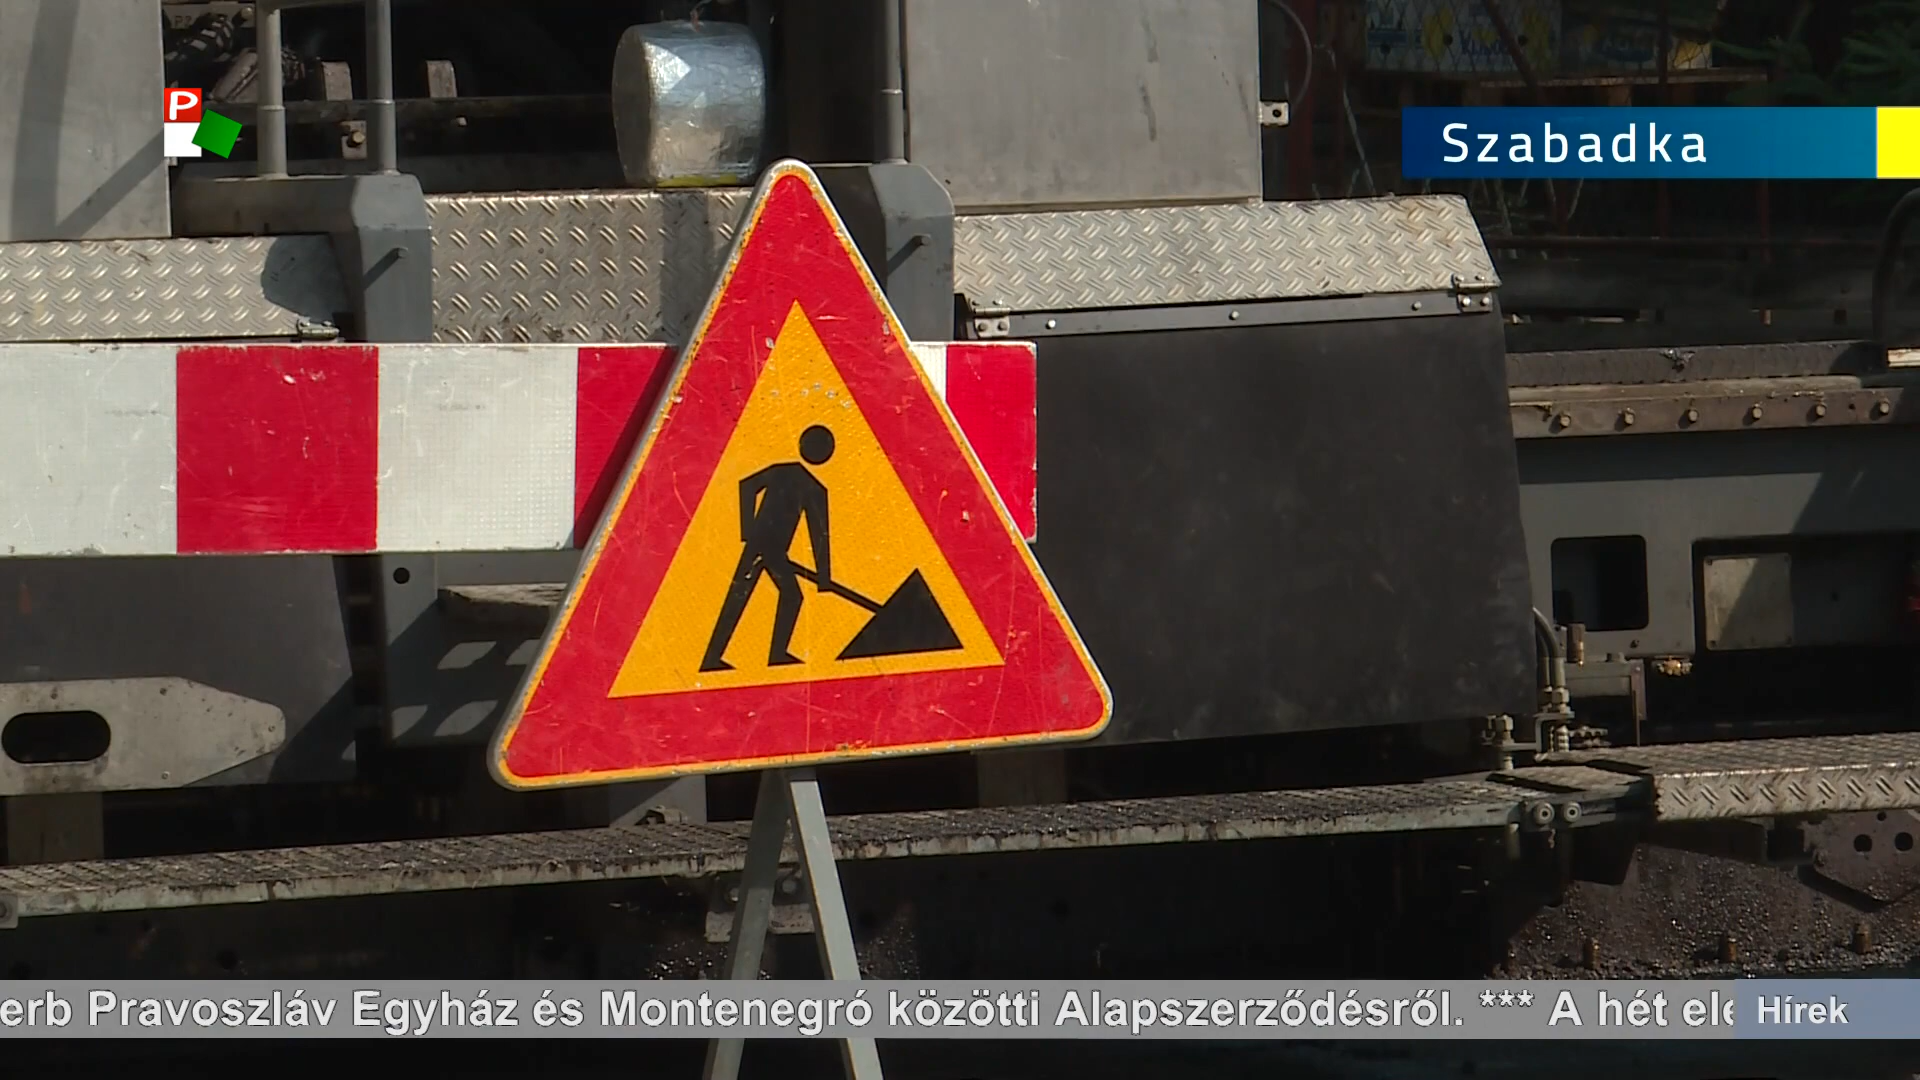 P
Szabadka
erb Pravoszláv Egyház és Montenegró közötti Alapszerződésről. *** A hét ele
Hírek